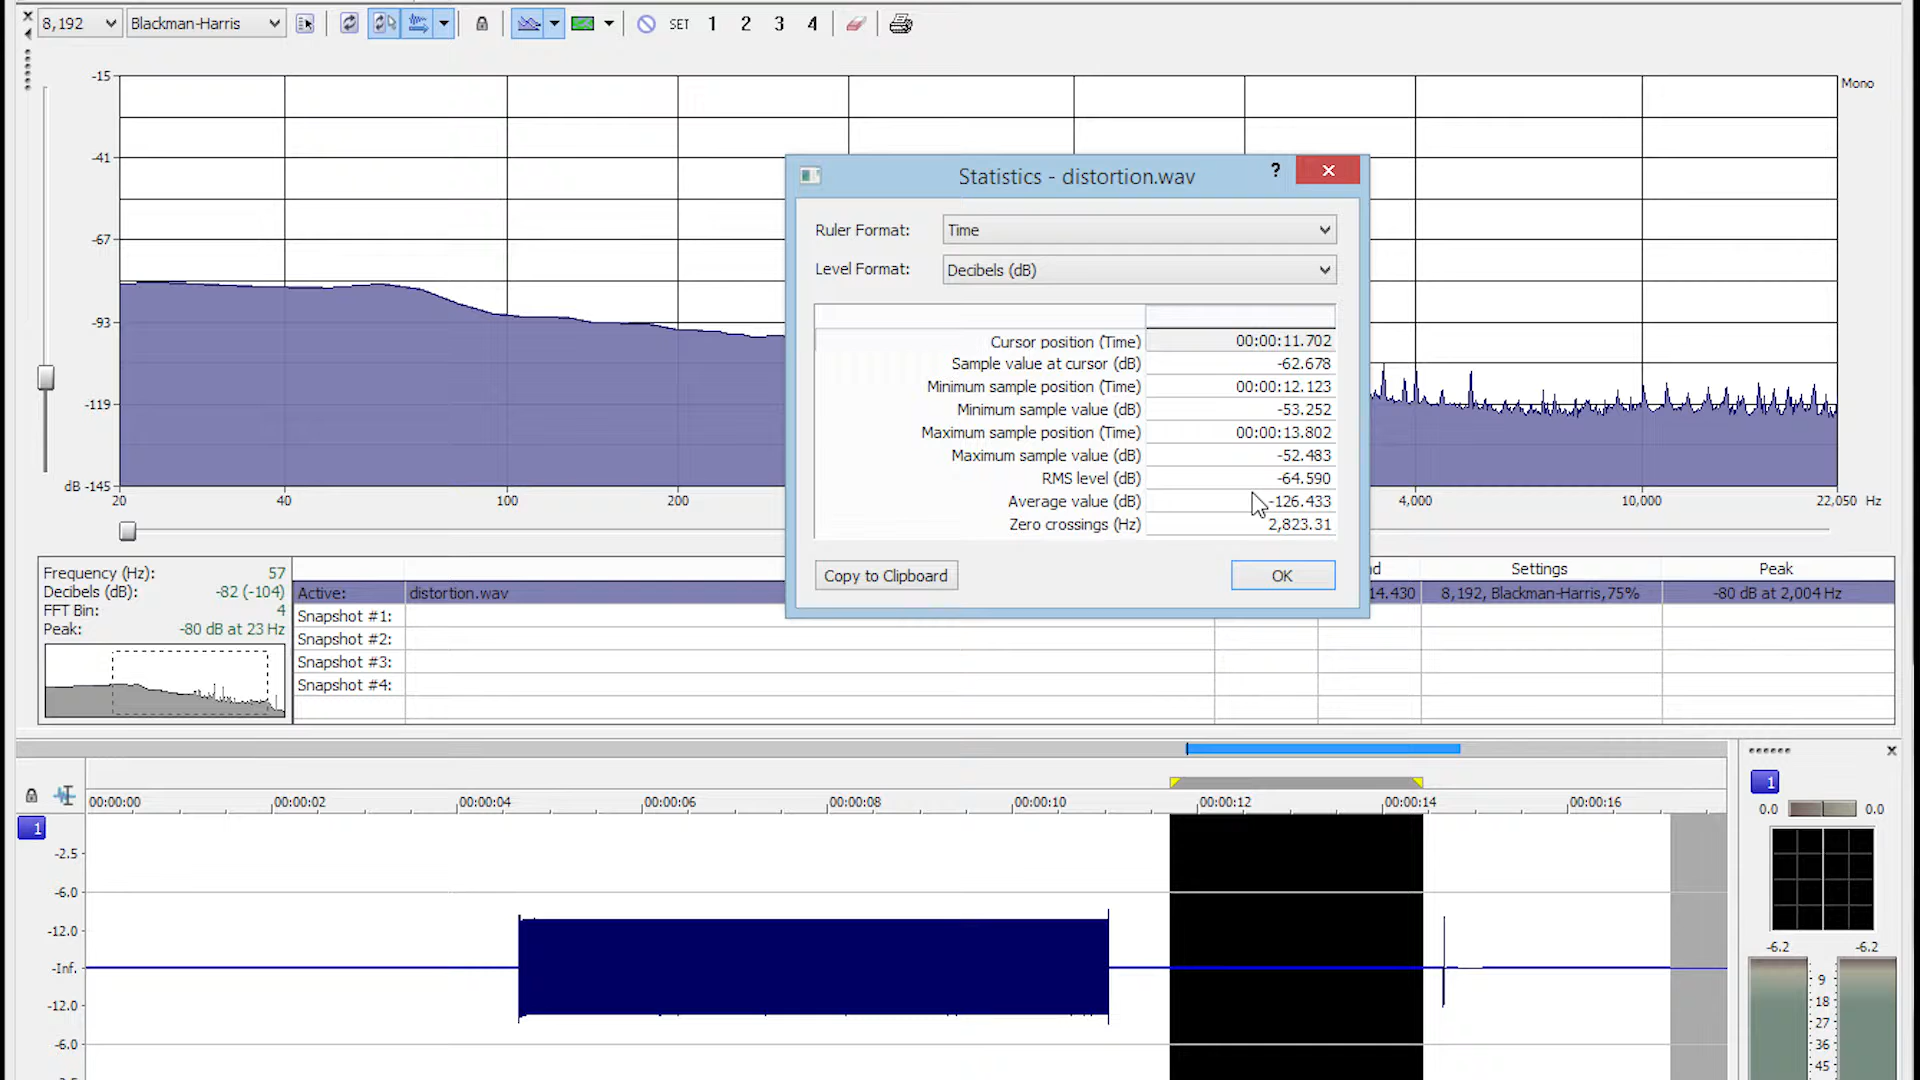 8,192 Blackman-Harris SET 1 2 3 4
-15 Mono
-41
-67
-93
-119
dB -145
20 40 100 200 4,000 10,000 22,050 Hz
Statistics - distortion.wav ?
Ruler Format: Time
Level Format: Decibels (dB)
Cursor position (Time) 00:00:11.702
Sample value at cursor (dB) -62.678
Minimum sample position (Time) 00:00:12.123
Minimum sample value (dB) -53.252
Maximum sample position (Time) 00:00:13.802
Maximum sample value (dB) -52.483
RMS level (dB) -64.590
Average value (dB) -126.433
Zero crossings (Hz) 2,823.31
Copy to Clipboard OK
Frequency (Hz): 57
Decibels (dB): -82 (-104)
FFT Bin: 4
Peak: -80 dB at 23 Hz
Settings Peak
Active: distortion.wav 14.430 8,192, Blackman-Harris,75% -80 dB at 2,004 Hz
Snapshot #1:
Snapshot #2:
Snapshot #3:
Snapshot #4:
00:00:00 00:00:02 00:00:04 00:00:06 00:00:08 00:00:10 00:00:12 00:00:14 00:00:16
1
-2.5
-6.0
-12.0
-Inf.
-12.0
-6.0
1
0.0 0.0
-6.2 -6.2
9
18
27
36
45